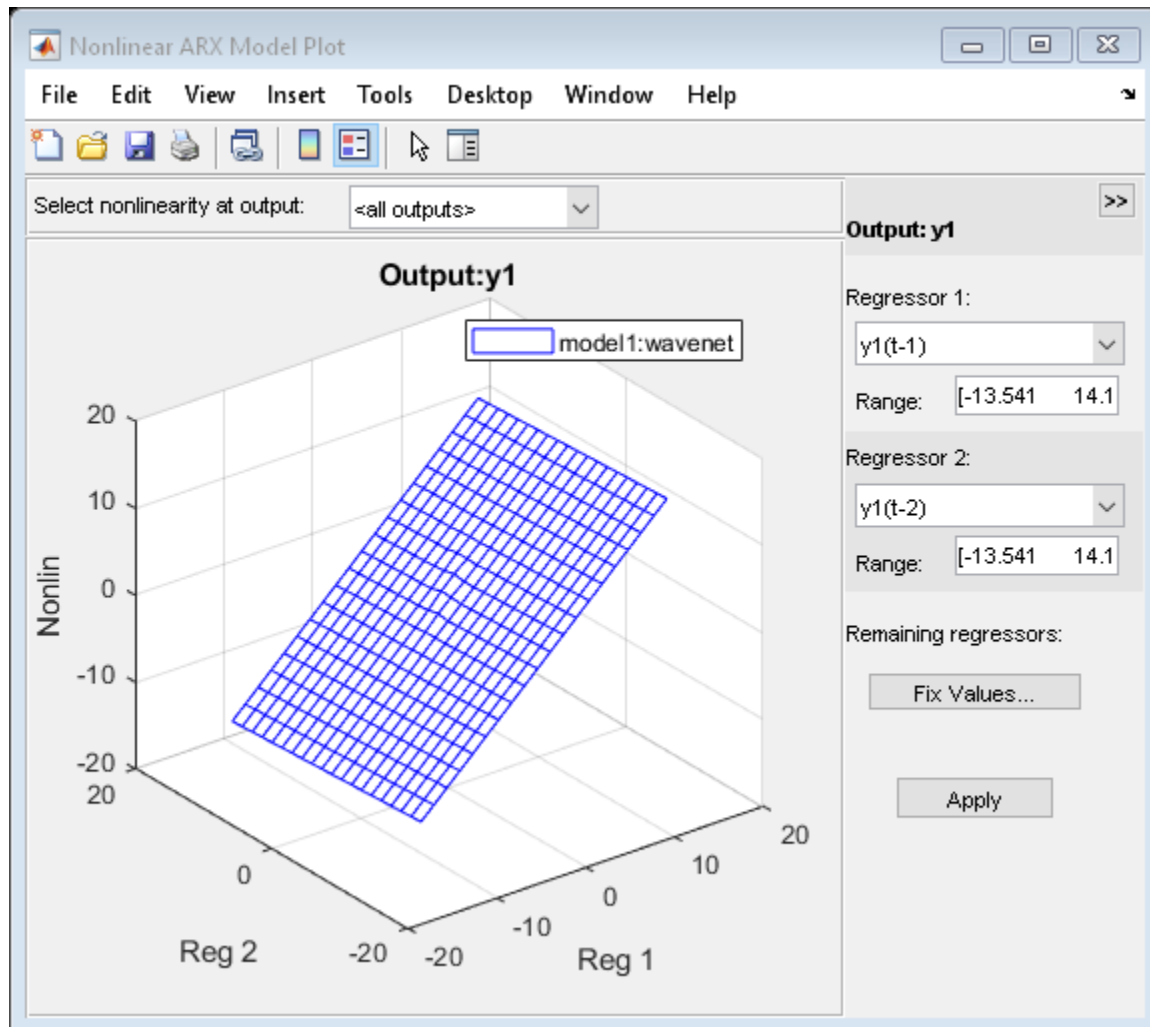 Nonlinear ARX Model Plot
File Edit View Insert Tools Desktop Window Help
Select nonlinearity at output: <all outputs>
>>
Output: y1
Output:y1
model1:wavenet
Regressor 1:
y1(t-1)
Range: [-13.541 14.1
Regressor 2:
y1(t-2)
Range: [-13.541 14.1
Remaining regressors:
Fix Values...
Apply
Nonlin
20
10
0
-10
-20
20
0
-20
Reg 2
-20
-10
0
10
20
Reg 1